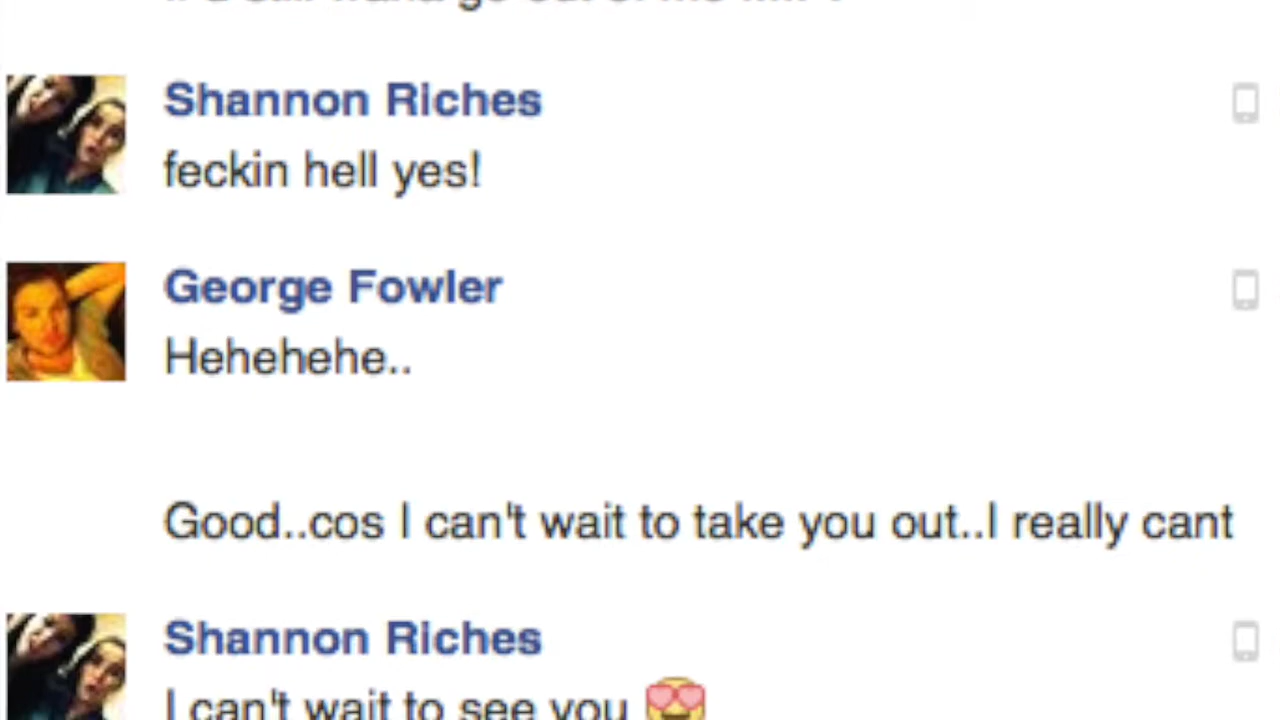 Shannon Riches
feckin hell yes!
George Fowler
Hehehehe..
Good..cos I can't wait to take you out..I really cant
Shannon Riches
I can't wait to see you 😍